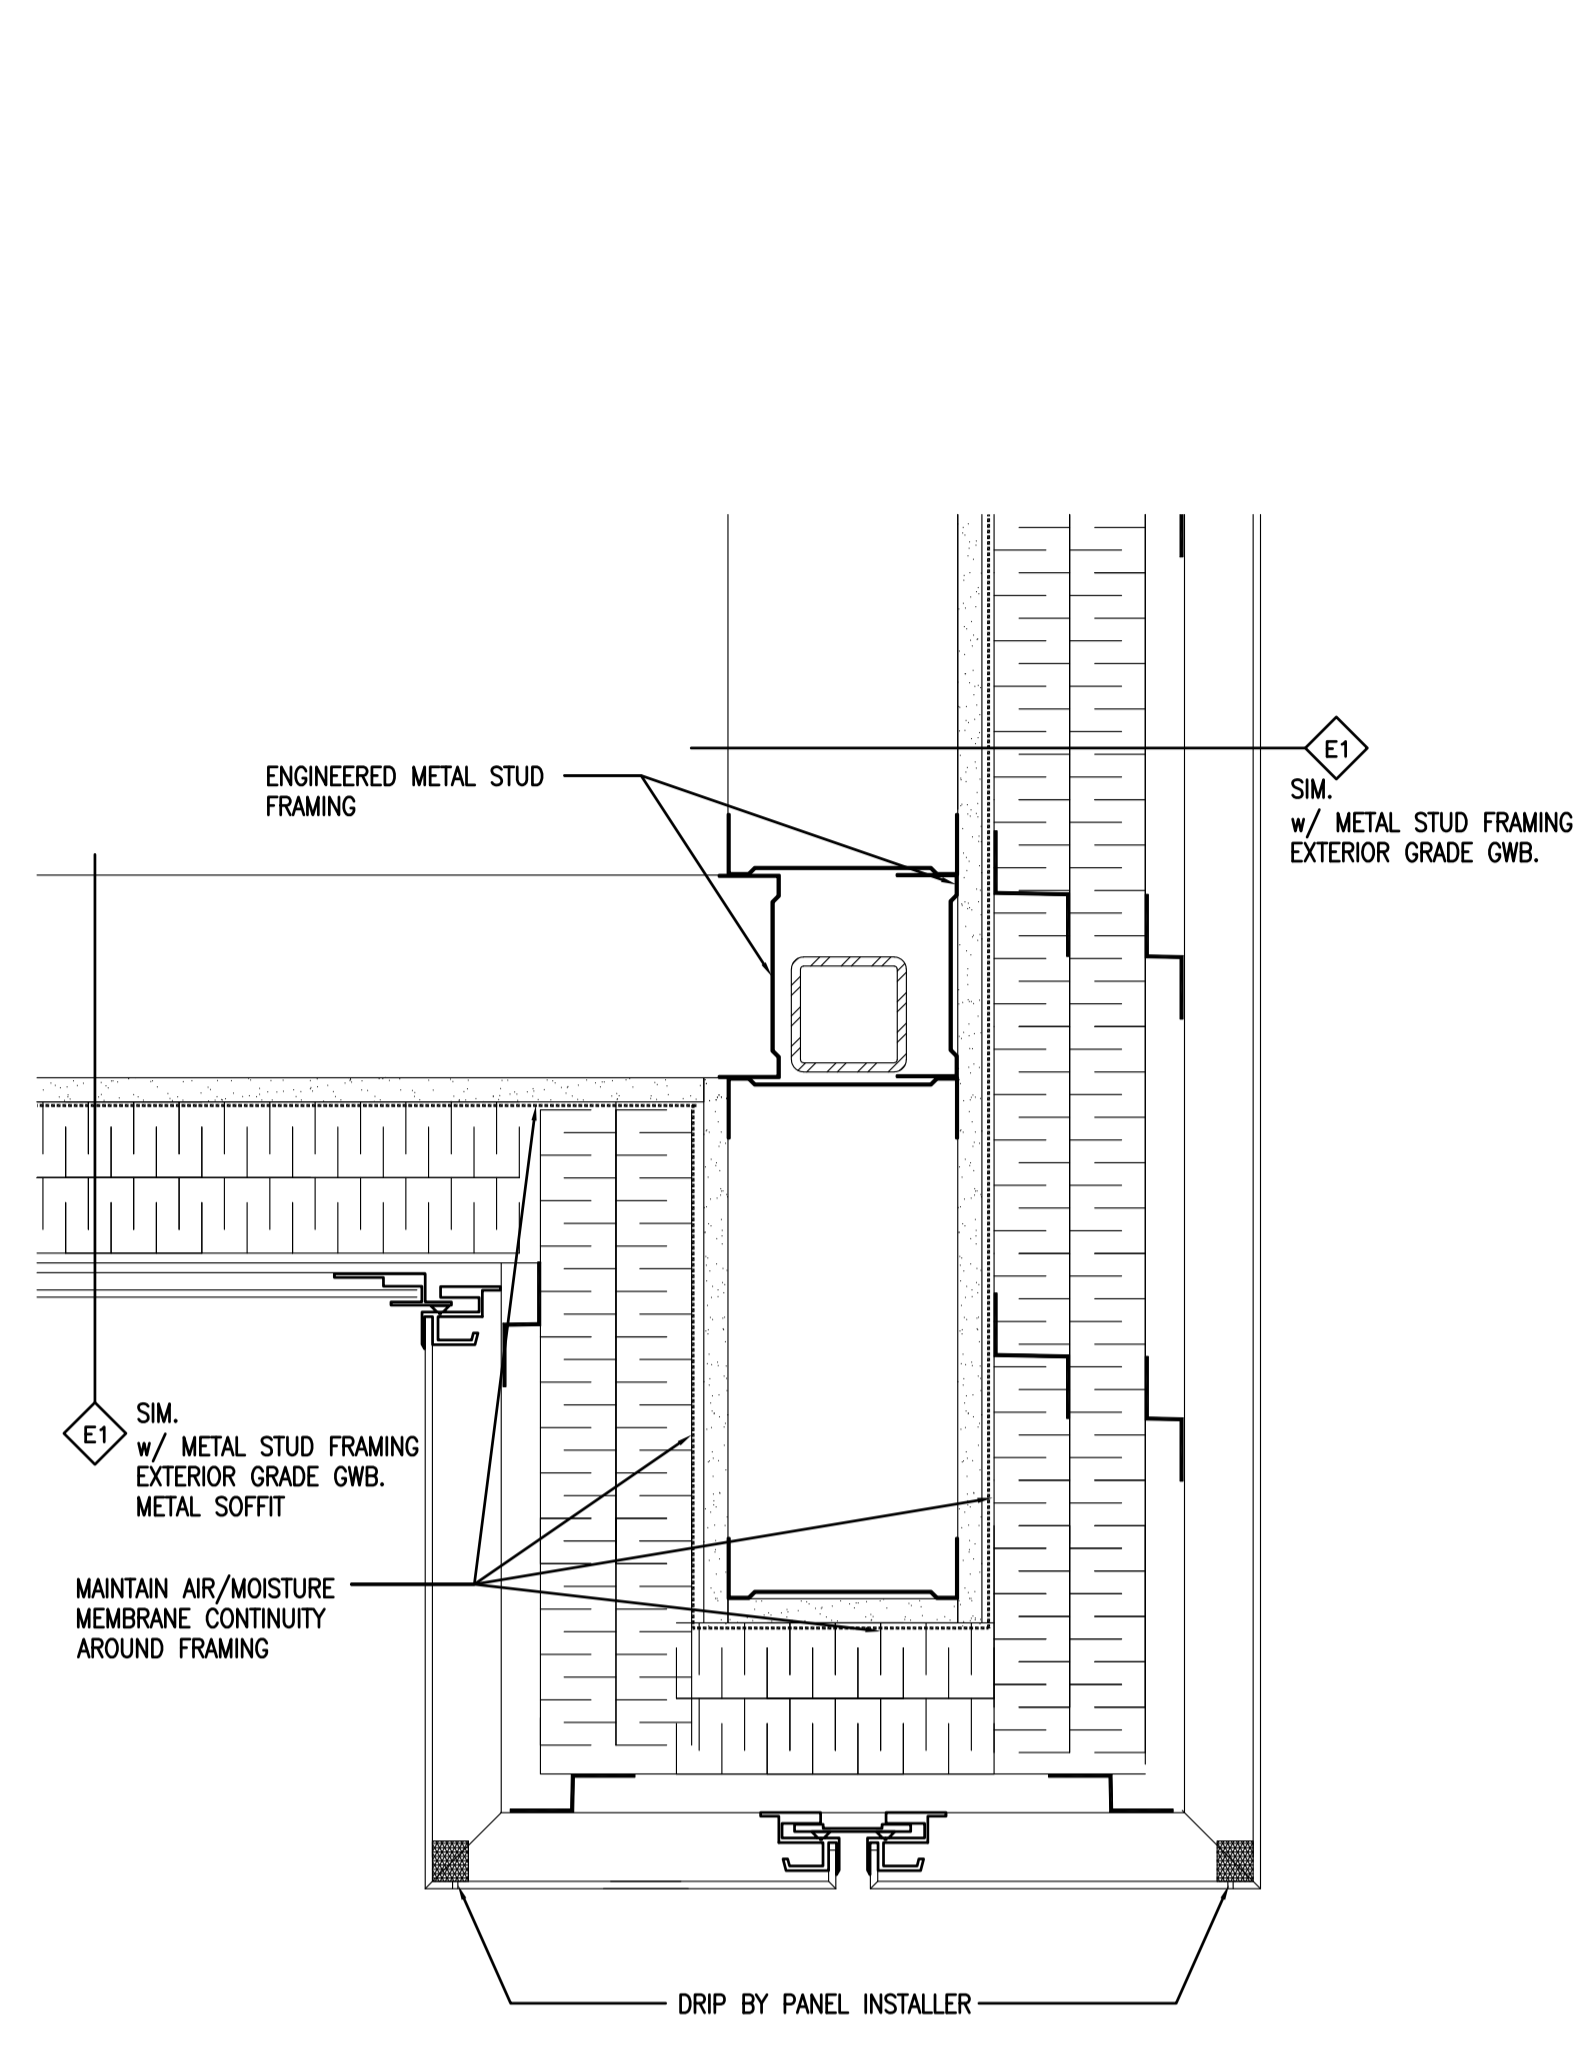 ENGINEERED METAL STUD
FRAMING
E1
SIM.
w/ METAL STUD FRAMING
EXTERIOR GRADE GWB.
E1
SIM.
w/ METAL STUD FRAMING
EXTERIOR GRADE GWB.
METAL SOFFIT
MAINTAIN AIR/MOISTURE
MEMBRANE CONTINUITY
AROUND FRAMING
DRIP BY PANEL INSTALLER